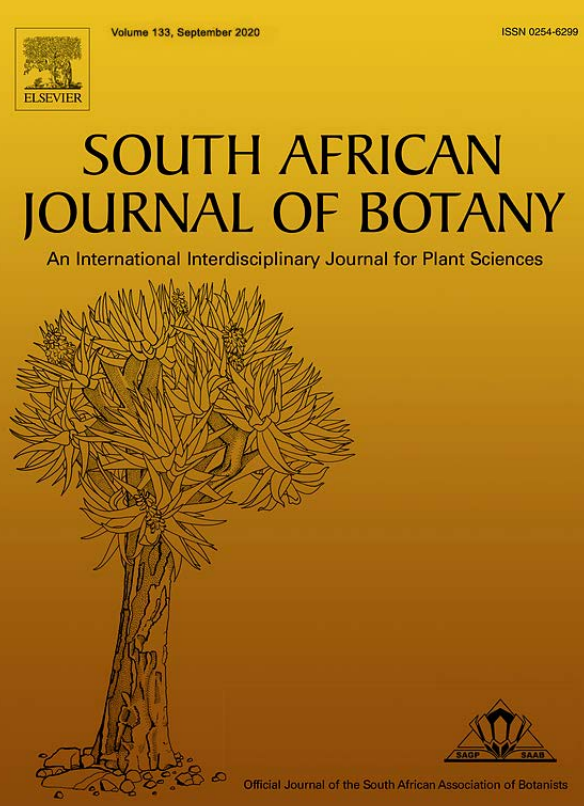 Volume 133, September 2020
ISSN 0254-6299
ELSEVIER
SOUTH AFRICAN
JOURNAL OF BOTANY
An International Interdisciplinary Journal for Plant Sciences
SAGP SAAB
Official Journal of the South African Association of Botanists